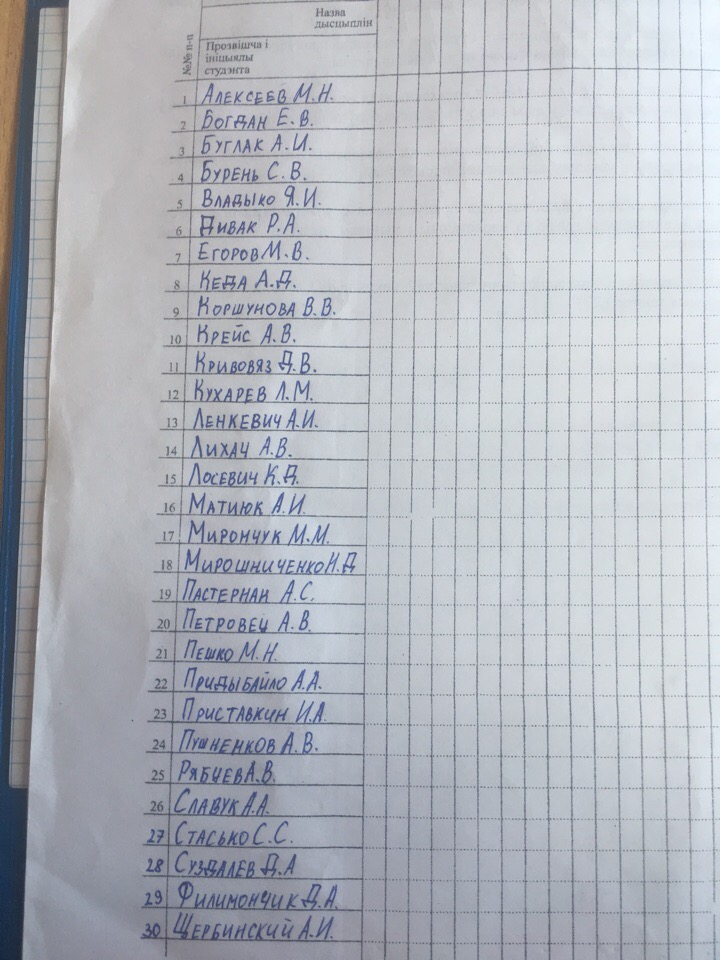 Назва
дысцыплін
№№ п-п
Прозвішча і
ініцыялы
студэнта
1 Алексеев М.Н.
2 Богдан Е.В.
3 Буглак А.И.
4 Бурень С.В.
5 Владыко Я.И.
6 Дивак Р.А.
7 Егоров М.В.
8 Кеда А.Д.
9 Коршунова В.В.
10 Крейс А.В.
11 Кривовяз Д.В.
12 Кухарев Л.М.
13 Ленкевич А.И.
14 Лихач А.В.
15 Лосевич К.Д.
16 Матиюк А.И.
17 Мирончук М.М.
18 Мирошниченко Н.Д
19 Пастернак А.С.
20 Петровец А.В.
21 Пешко М.Н.
22 Придыбайло А.А.
23 Приставкин И.А
24 Пушненков А.В.
25 Рябцев А.В.
26 Славук А.А.
27 Стасько С.С.
28 Суздалев Д.А
29 Филимончик Д.А.
30 Щербинский А.И.